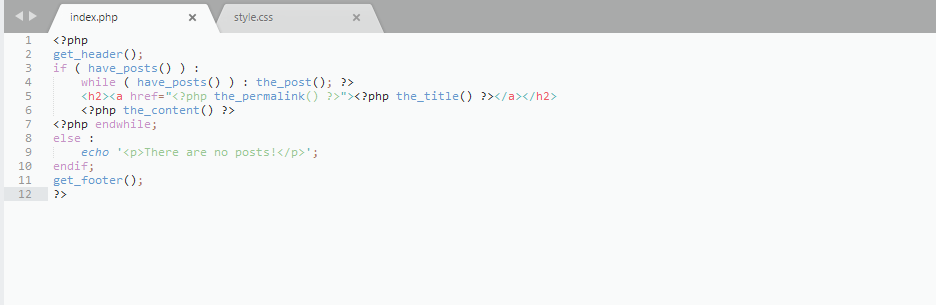 index.php × style.css ×
1 <?php
2 get_header();
3 if ( have_posts() ) :
4     while ( have_posts() ) : the_post(); ?>
5     <h2><a href="<?php the_permalink() ?>"><?php the_title() ?></a></h2>
6     <?php the_content() ?>
7 <?php endwhile;
8 else :
9     echo '<p>There are no posts!</p>';
10 endif;
11 get_footer();
12 ?>